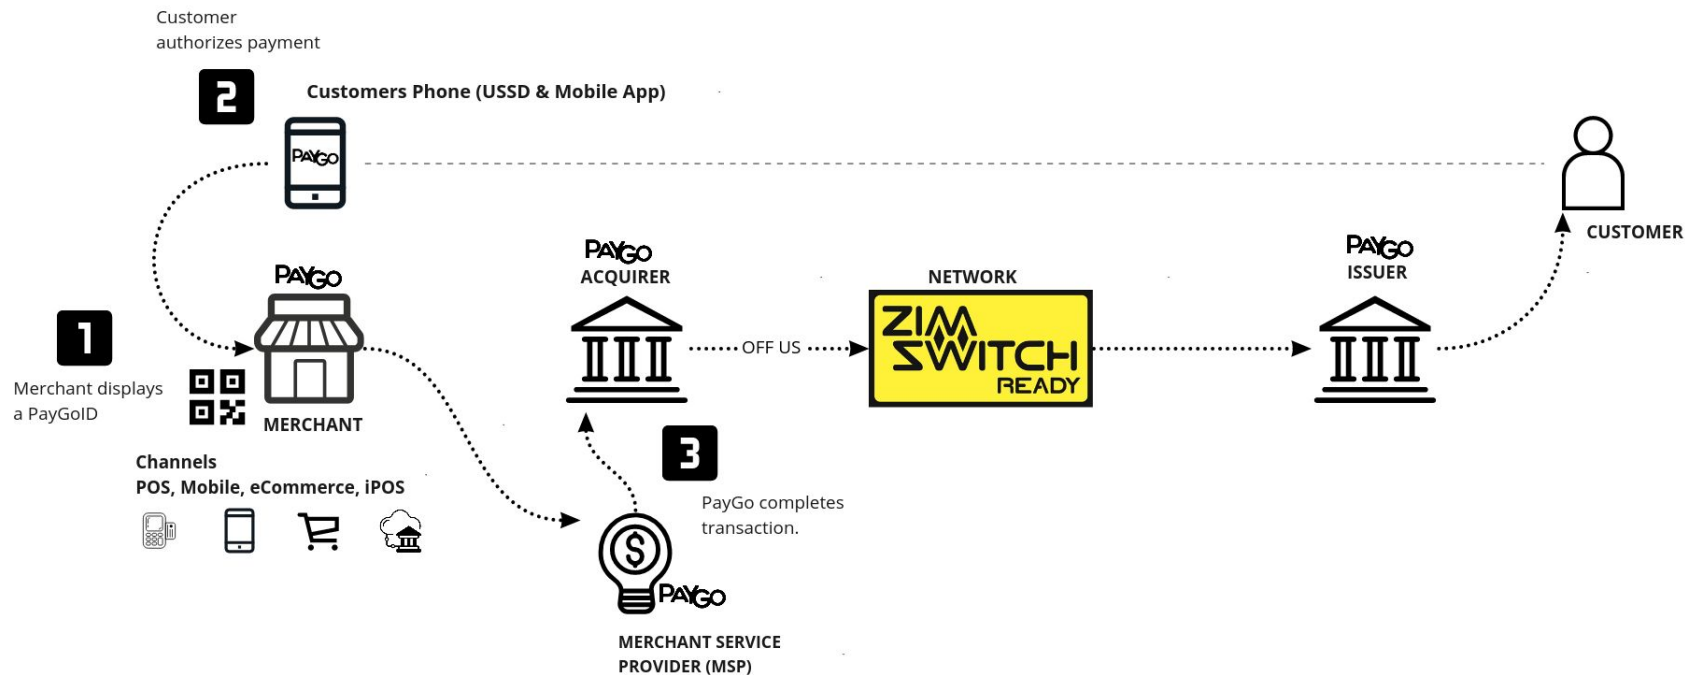 Customer
authorizes payment
2
Customers Phone (USSD & Mobile App)
PAYGO
CUSTOMER
PAYGO
ACQUIRER
NETWORK
PAYGO
ISSUER
PAYGO
1
Merchant displays
a PayGoID
MERCHANT
OFF US
ZIM
SWITCH
READY
Channels
POS, Mobile, eCommerce, iPOS
3
PayGo completes
transaction.
$
PAYGO
MERCHANT SERVICE
PROVIDER (MSP)